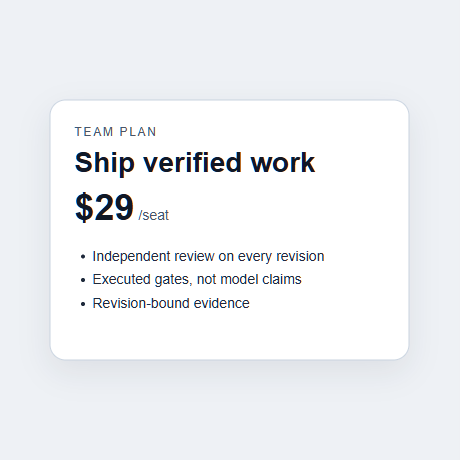 TEAM PLAN
Ship verified work
$29 /seat
• Independent review on every revision
• Executed gates, not model claims
• Revision-bound evidence